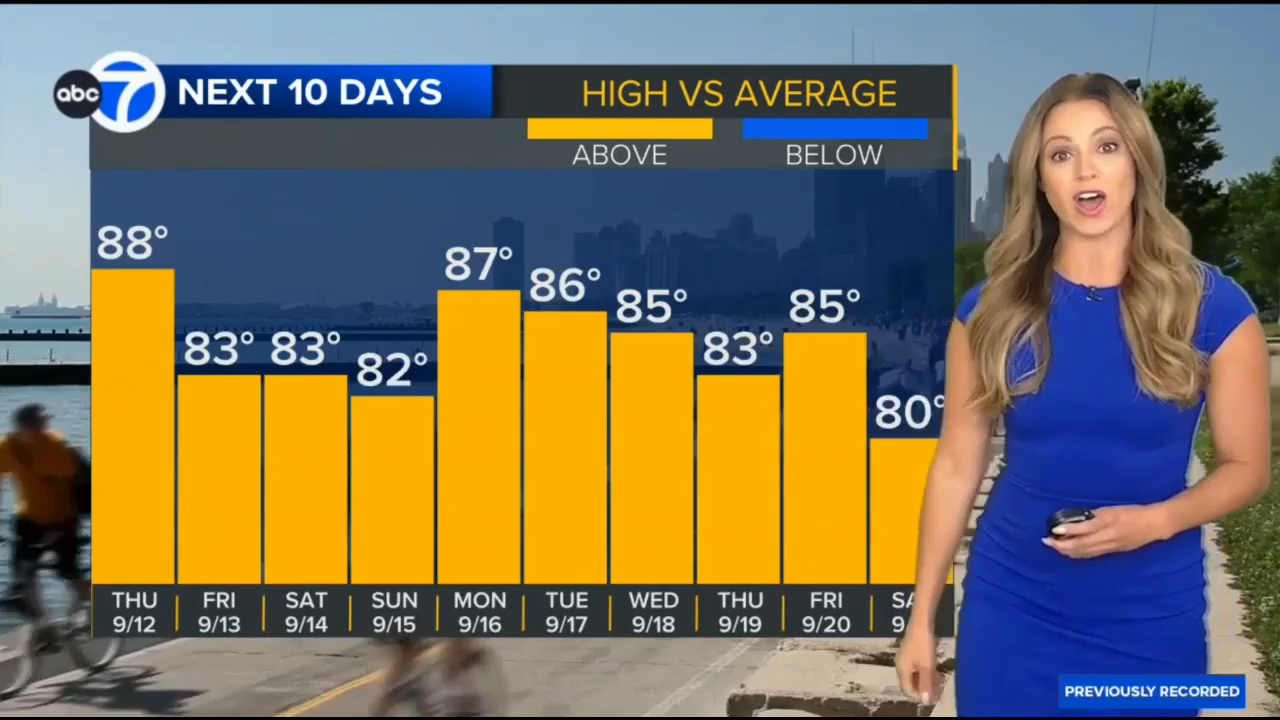 abc 7
NEXT 10 DAYS
HIGH VS AVERAGE
ABOVE BELOW
88° 83° 83° 82° 87° 86° 85° 83° 85° 80°
THU FRI SAT SUN MON TUE WED THU FRI SA
9/12 9/13 9/14 9/15 9/16 9/17 9/18 9/19 9/20 9
PREVIOUSLY RECORDED